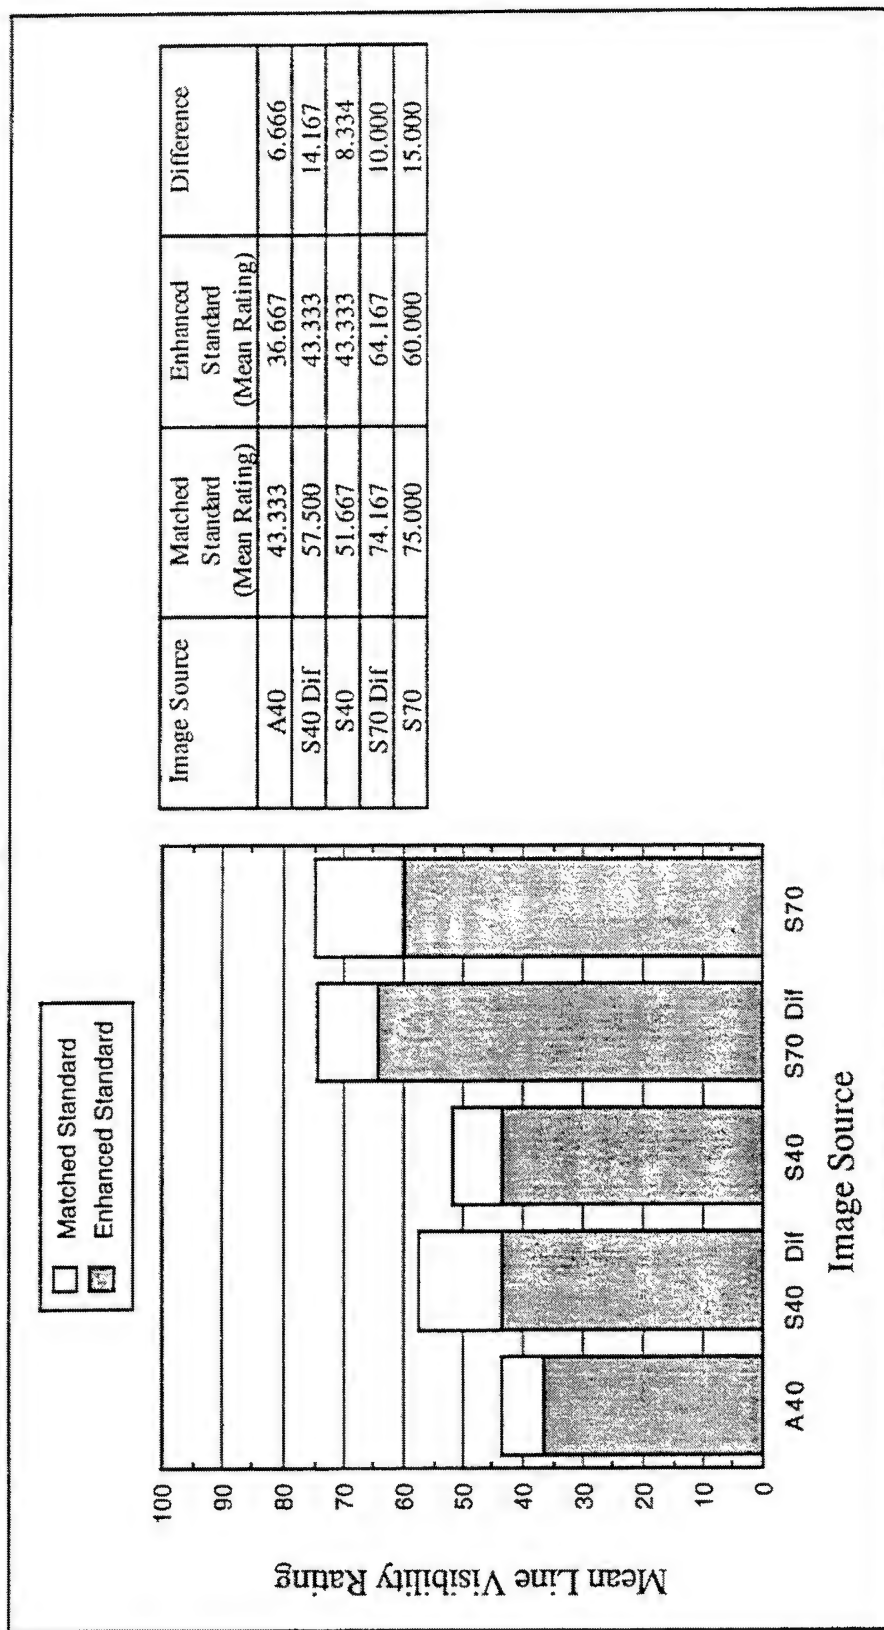 Matched Standard
Enhanced Standard
Mean Line Visibility Rating
100
90
80
70
60
50
40
30
20
10
0
A40 S40 Dif S40 S70 Dif S70
Image Source
Image Source Matched Standard (Mean Rating) Enhanced Standard (Mean Rating) Difference
A40 43.333 36.667 6.666
S40 Dif 57.500 43.333 14.167
S40 51.667 43.333 8.334
S70 Dif 74.167 64.167 10.000
S70 75.000 60.000 15.000